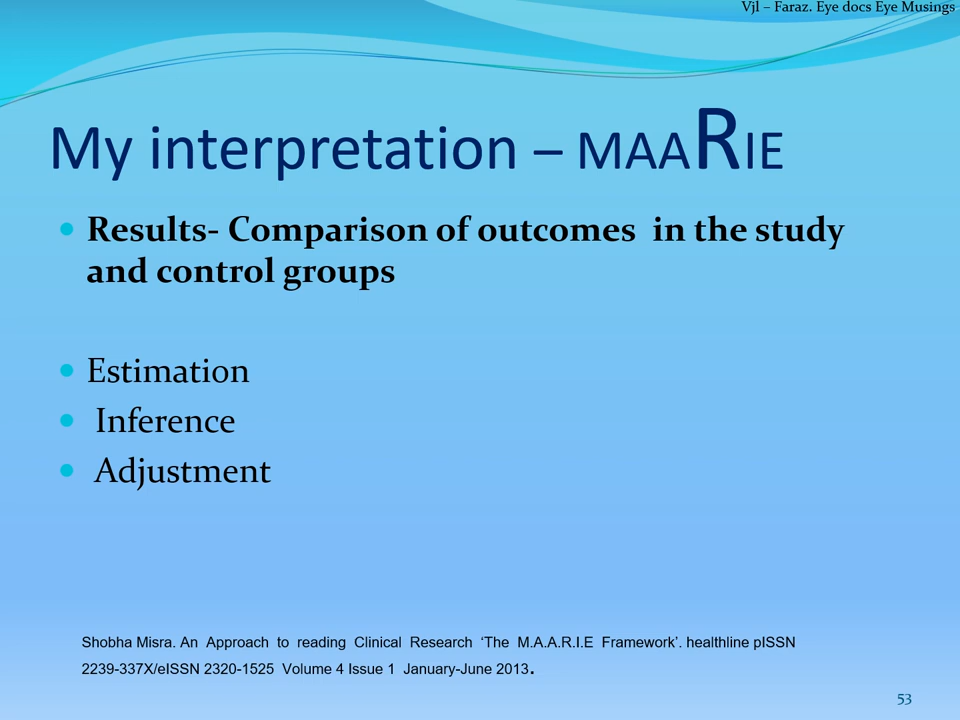 Vjl – Faraz. Eye docs Eye Musings
My interpretation – MAARIE
Results- Comparison of outcomes in the study
and control groups
Estimation
Inference
Adjustment
Shobha Misra. An Approach to reading Clinical Research ‘The M.A.A.R.I.E Framework’. healthline pISSN
2239-337X/eISSN 2320-1525 Volume 4 Issue 1 January-June 2013.
53